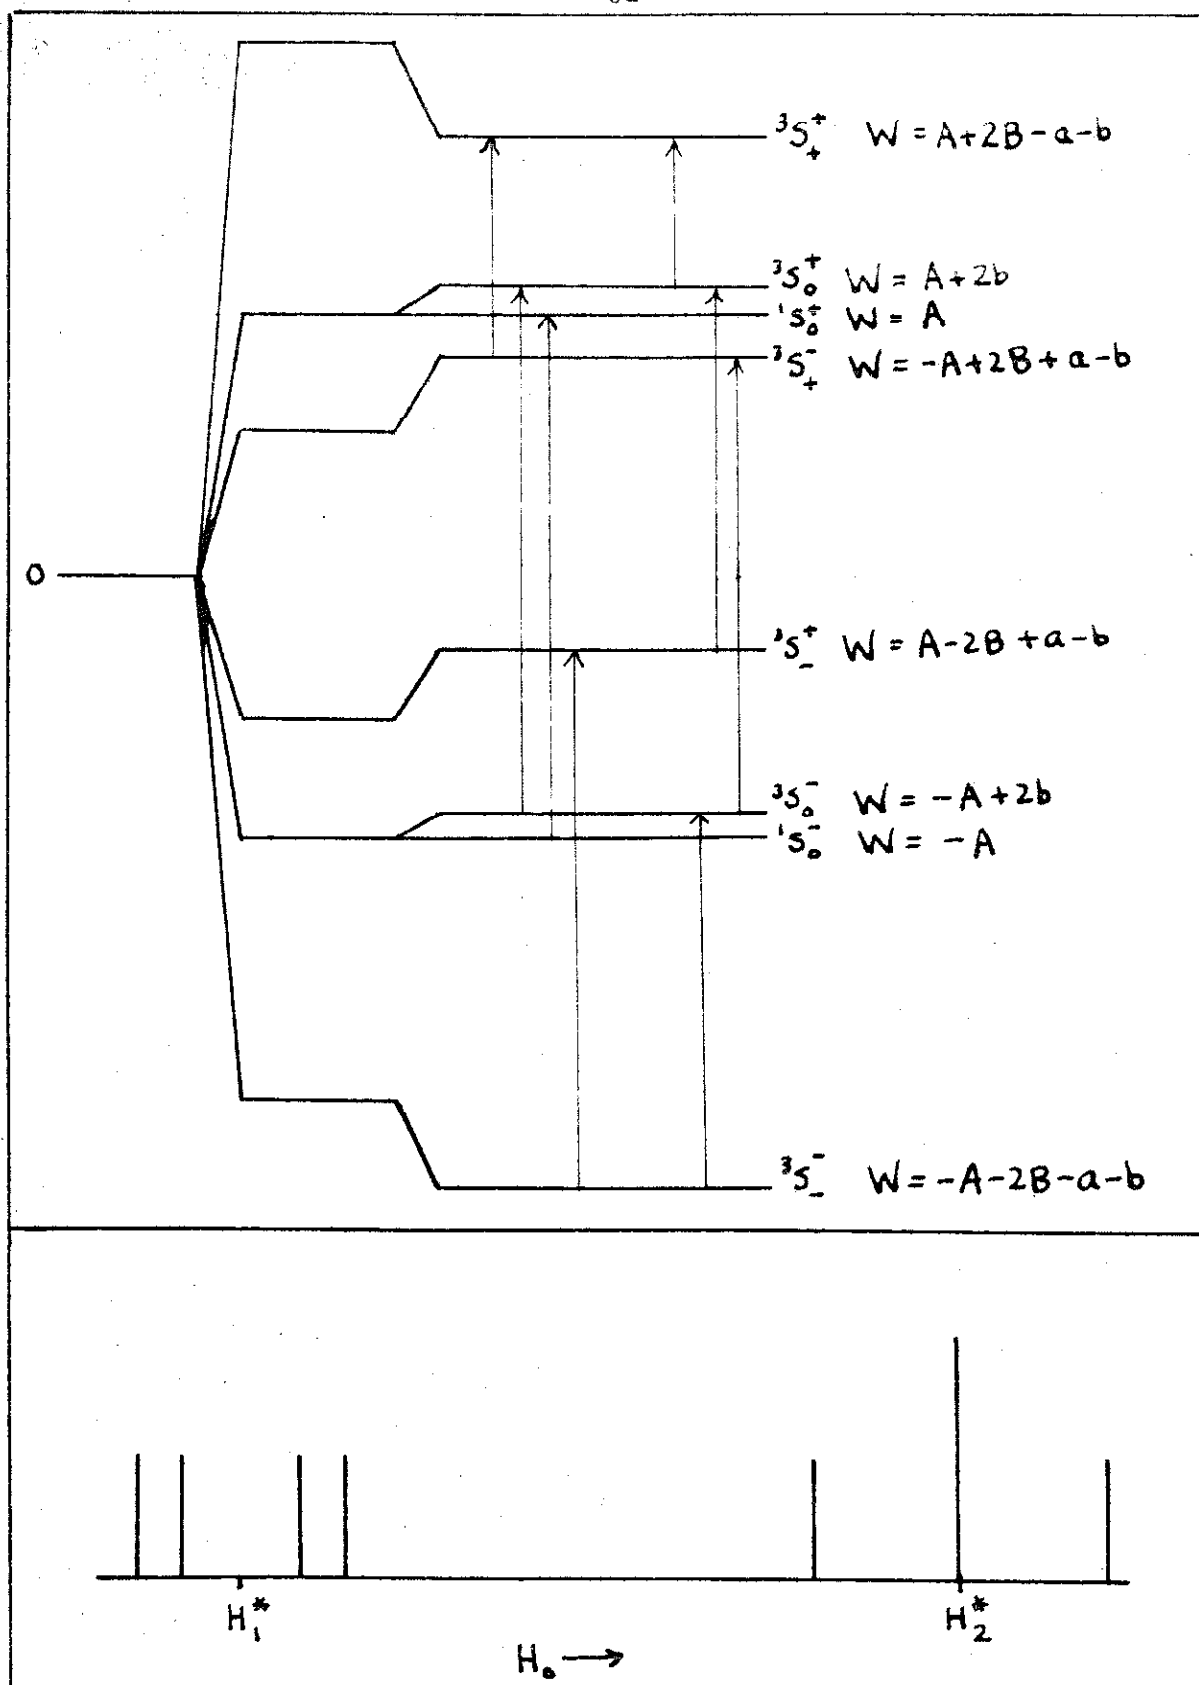 ³S₊⁺ W = A+2B-a-b
³S₀⁺ W = A+2b
¹S₀⁺ W = A
³S₊⁻ W = -A+2B+a-b
0
³S₋⁺ W = A-2B+a-b
³S₀⁻ W = -A+2b
¹S₀⁻ W = -A
³S₋⁻ W = -A-2B-a-b
H₁* H₂*
H₀ →